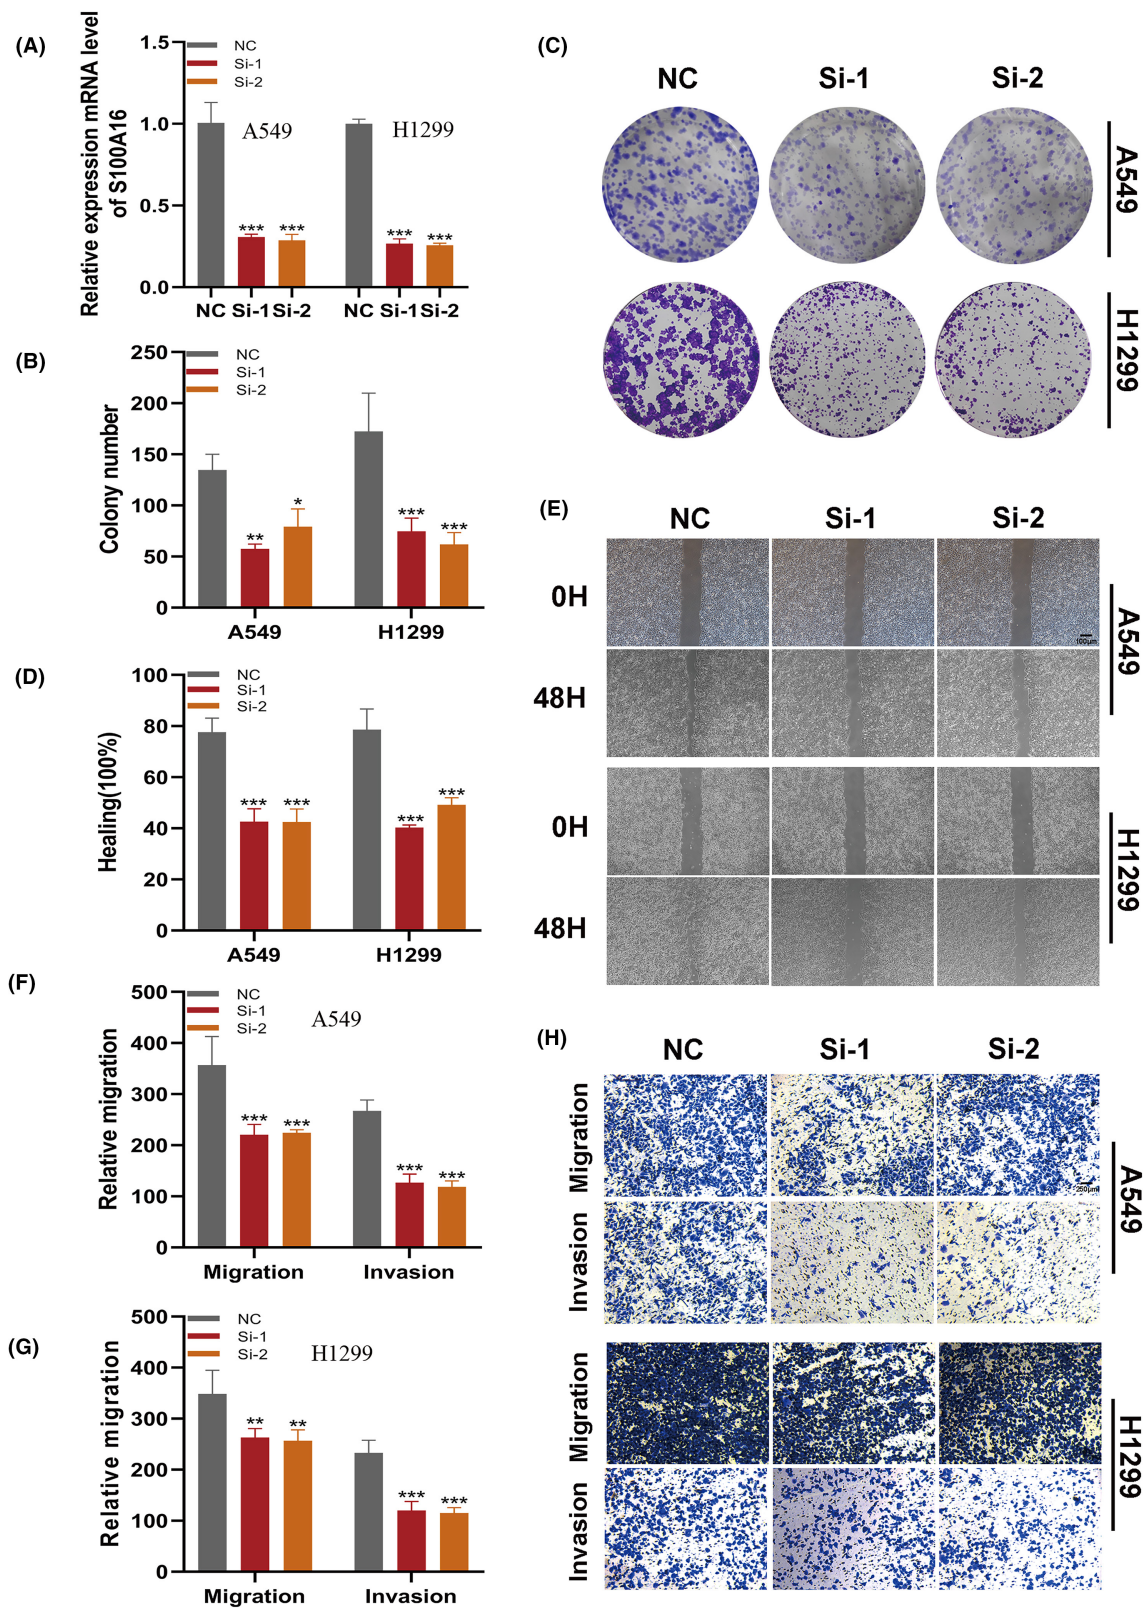 (A)
Relative expression mRNA level
of S100A16
1.5
1.0
0.5
0.0
NC
Si-1
Si-2
A549
H1299
***
***
***
***
NC Si-1 Si-2
NC Si-1 Si-2
(B)
Colony number
250
200
150
100
50
0
NC
Si-1
Si-2
**
*
***
***
A549
H1299
(C)
NC
Si-1
Si-2
A549
H1299
(D)
Healing(100%)
100
80
60
40
20
0
NC
Si-1
Si-2
***
***
***
***
A549
H1299
(E)
NC
Si-1
Si-2
0H
48H
0H
48H
100μm
A549
H1299
(F)
Relative migration
500
400
300
200
100
0
NC
Si-1
Si-2
A549
***
***
***
***
Migration
Invasion
(G)
Relative migration
500
400
300
200
100
0
NC
Si-1
Si-2
H1299
**
**
***
***
Migration
Invasion
(H)
NC
Si-1
Si-2
Migration
Invasion
Migration
Invasion
250μm
A549
H1299